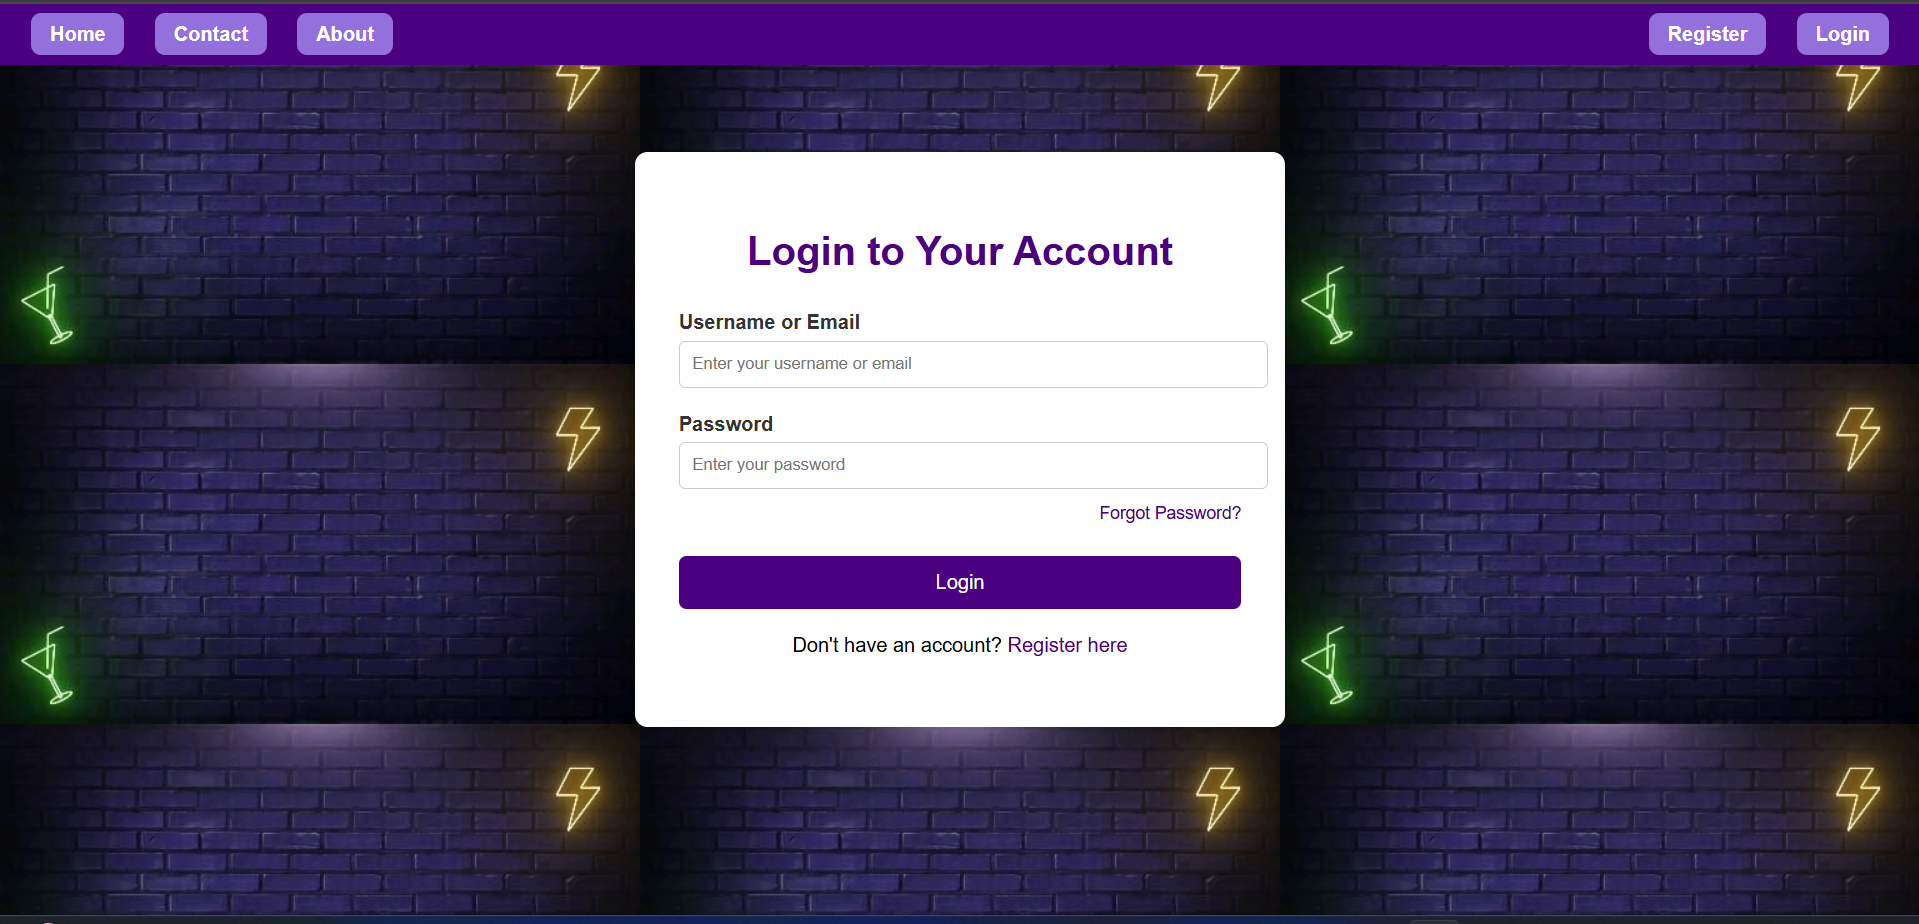 Home Contact About Register Login
Login to Your Account
Username or Email
Enter your username or email
Password
Enter your password
Forgot Password?
Login
Don't have an account? Register here